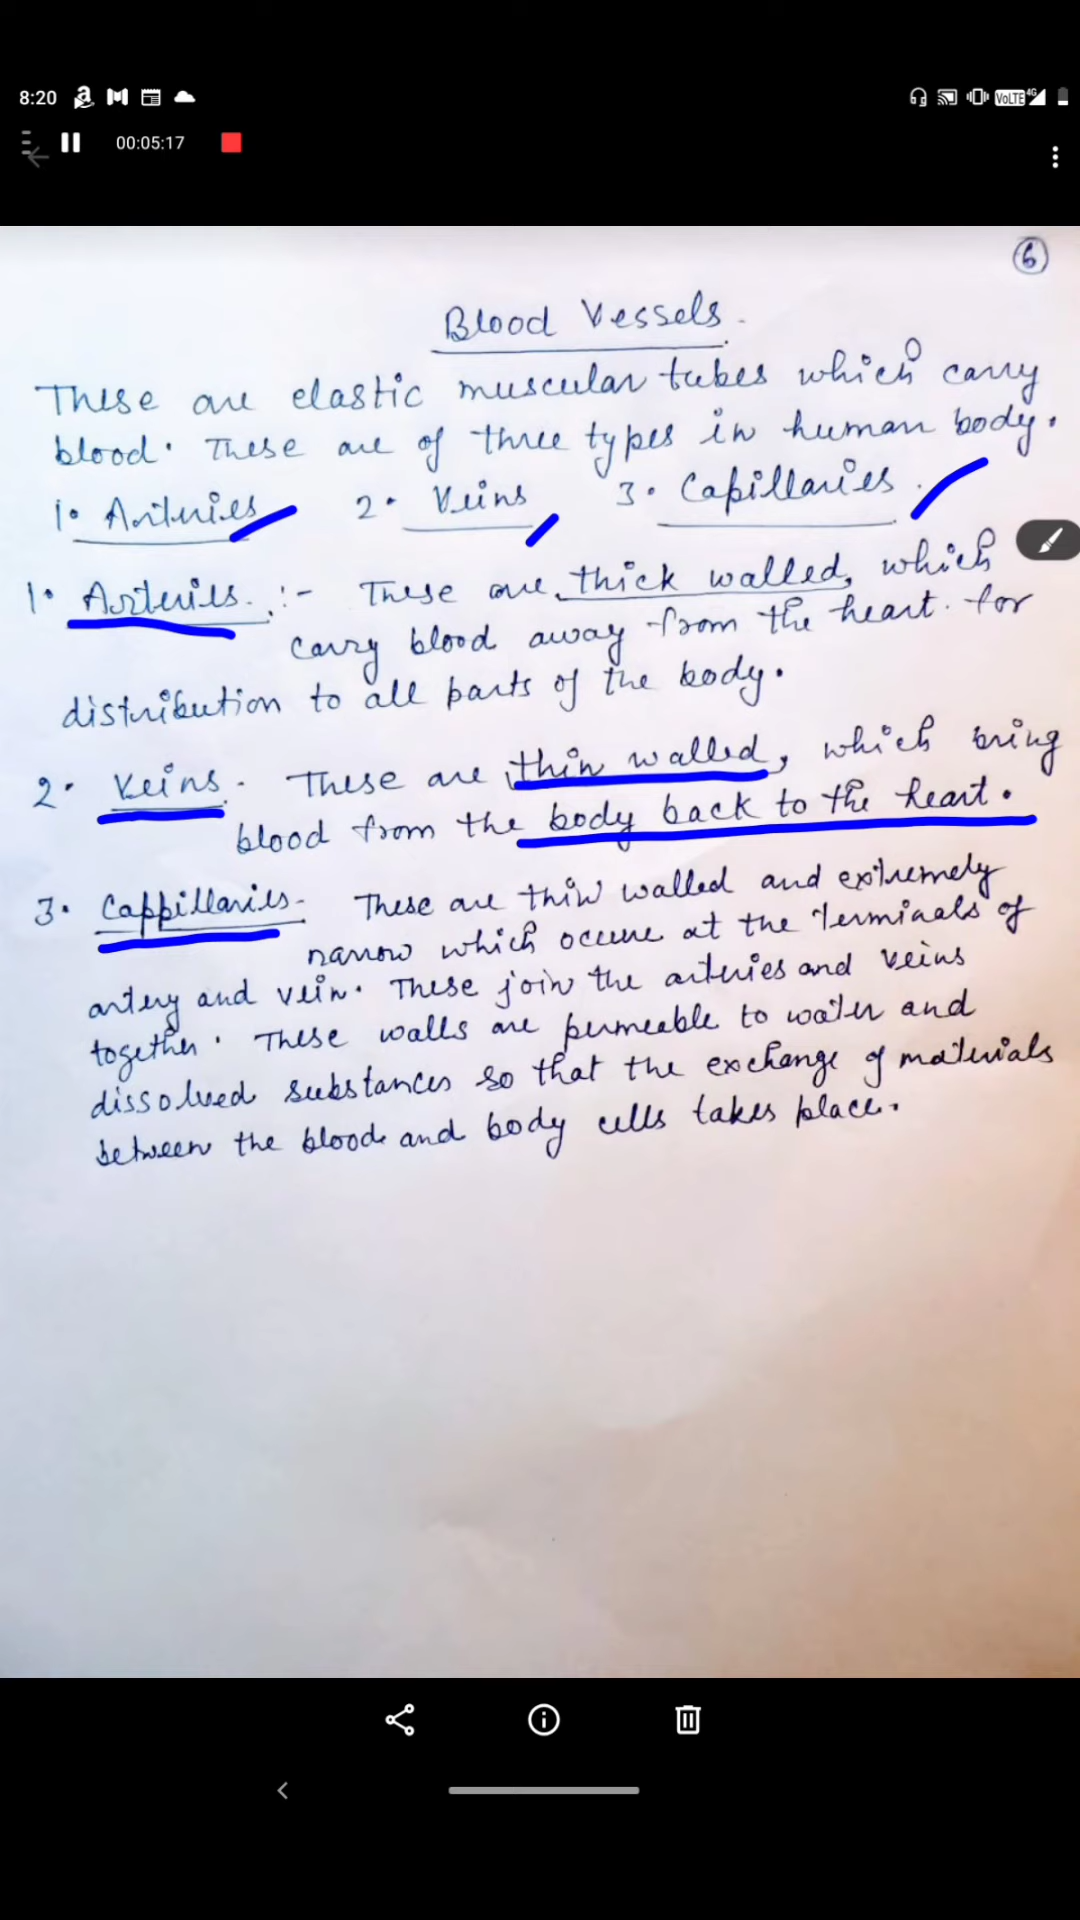 8:20
VoLTE 4G
00:05:17
6
Blood Vessels.
These are elastic muscular tubes which carry
blood. These are of three types in human body.
1. Arteries 2. Veins 3. Capillaries.
1. Arteries. :- These are thick walled, which
carry blood away from the heart. for
distribution to all parts of the body.
2. Veins. These are thin walled, which bring
blood from the body back to the heart.
3. Cappillaries- These are thin walled and extremely
narrow which occure at the Terminals of
artery and vein. These join the arteries and veins
together. These walls are permeable to water and
dissolved substances so that the exchange of materials
between the blood and body cells takes place.